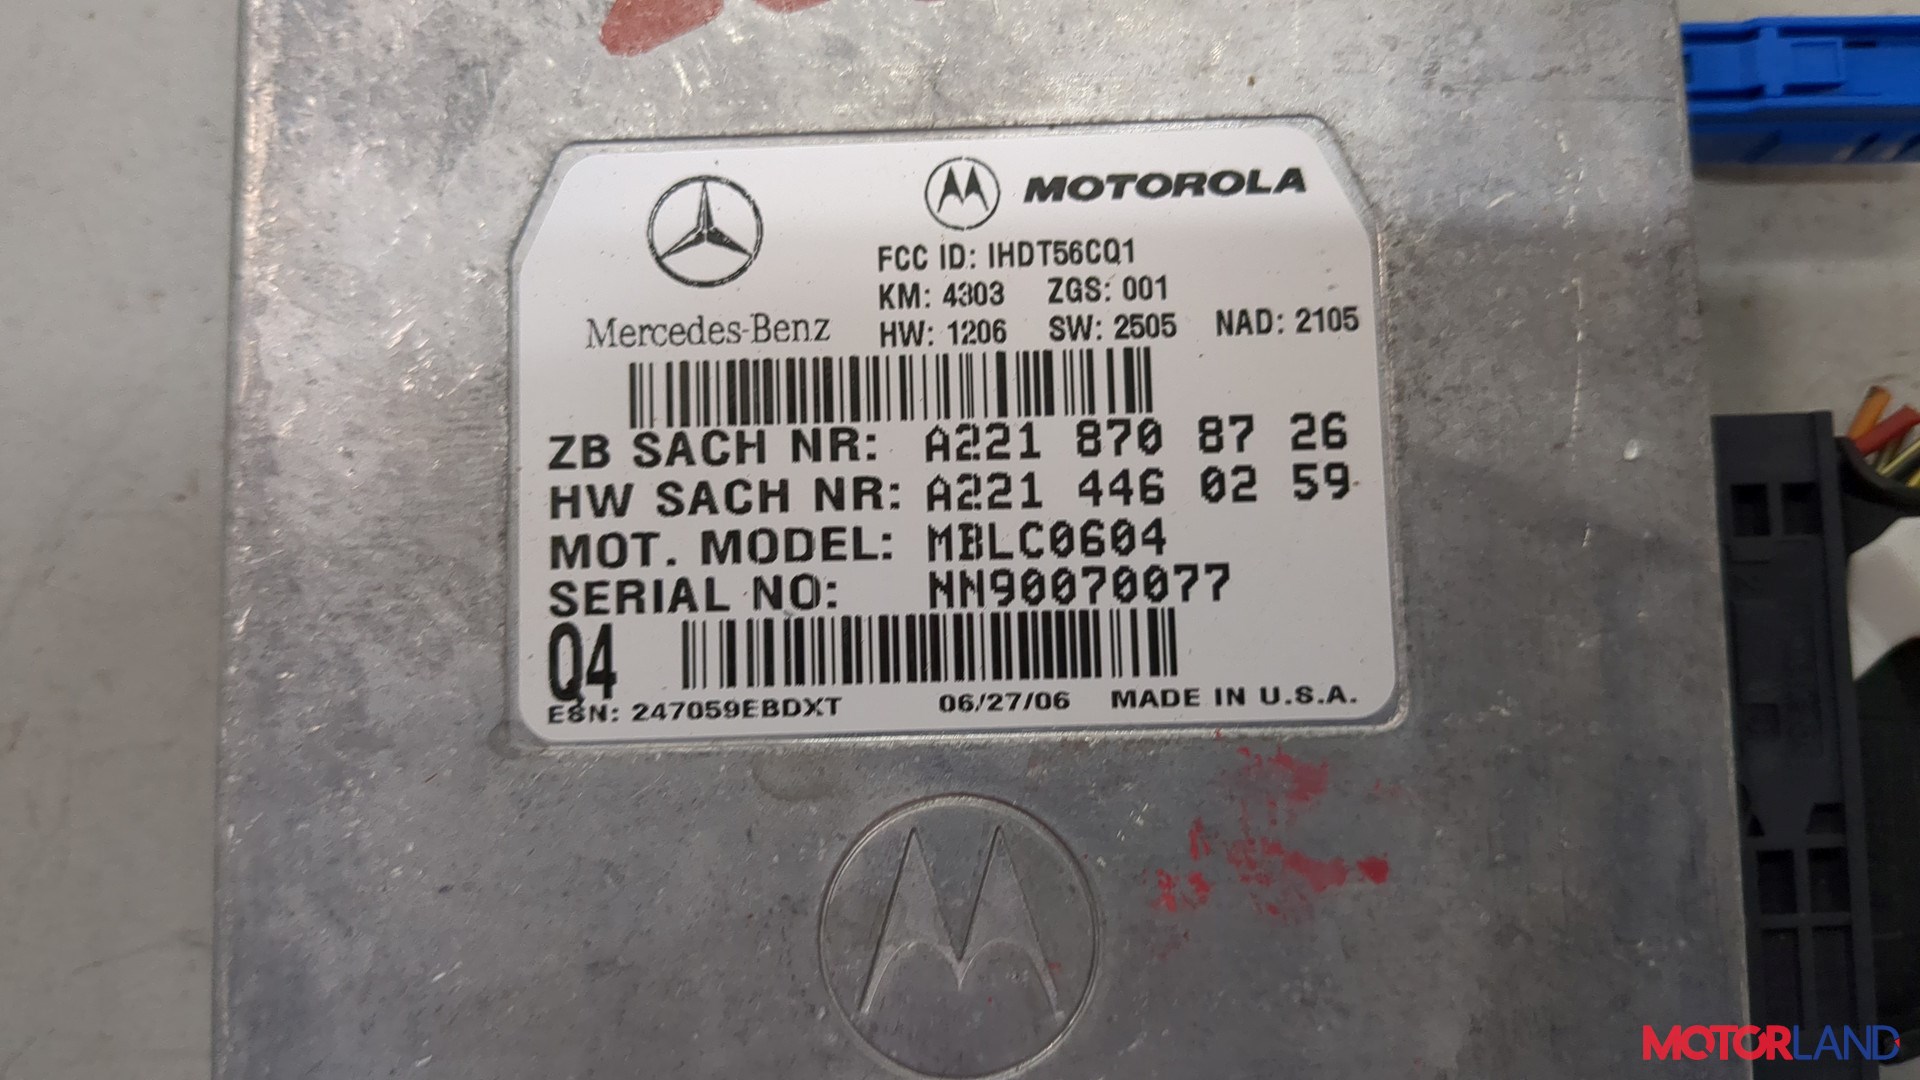 MOTOROLA
FCC ID: IHDT56CQ1
KM: 4303 ZGS: 001
Mercedes-Benz HW: 1206 SW: 2505 NAD: 2105
ZB SACH NR: A221 870 87 26
HW SACH NR: A221 446 02 59
MOT. MODEL: MBLC0604
SERIAL NO: NN90070077
Q4
ESN: 247059EBDXT 06/27/06 MADE IN U.S.A.
MOTORLAND